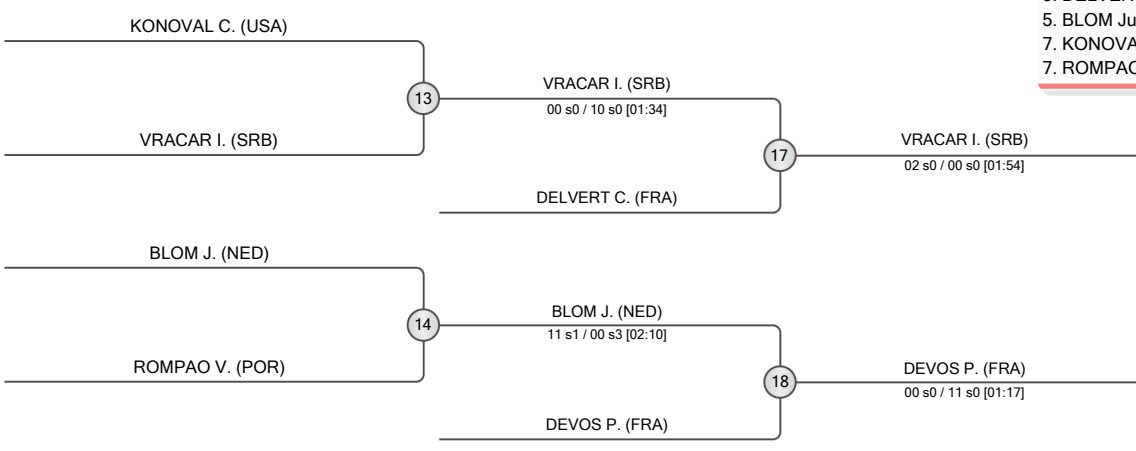 5. BLOM Ju
7. KONOVA
7. ROMPAO
KONOVAL C. (USA)
13
VRACAR I. (SRB)
00 s0 / 10 s0 [01:34]
VRACAR I. (SRB)
17
VRACAR I. (SRB)
02 s0 / 00 s0 [01:54]
DELVERT C. (FRA)
BLOM J. (NED)
14
BLOM J. (NED)
11 s1 / 00 s3 [02:10]
ROMPAO V. (POR)
18
DEVOS P. (FRA)
00 s0 / 11 s0 [01:17]
DEVOS P. (FRA)